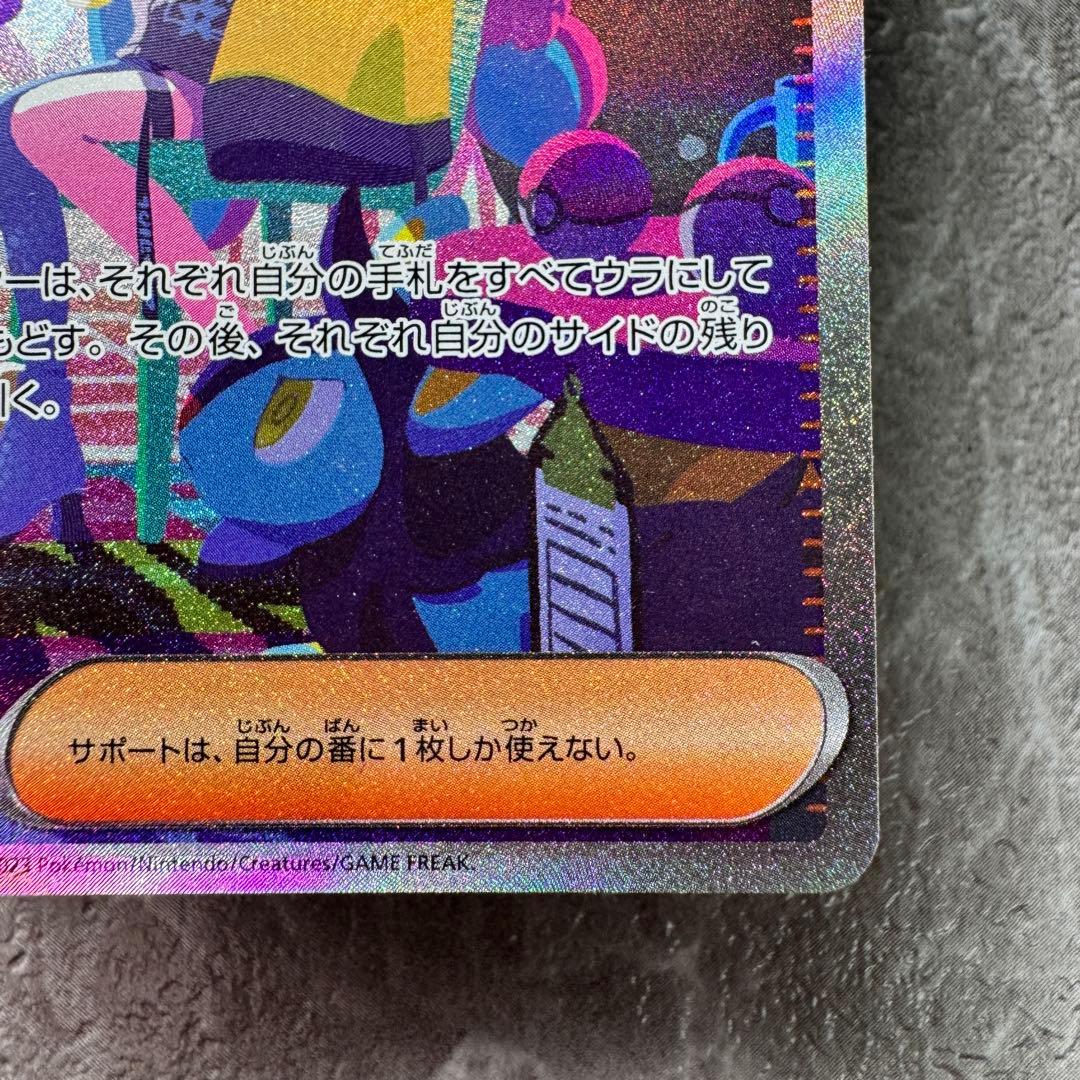 ーは、それぞれ自分の手札をすべてウラにして
もどす。その後、それぞれ自分のサイドの残り
引く。
サポートは、自分の番に1枚しか使えない。
023 Pokémon/Nintendo/Creatures/GAME FREAK.